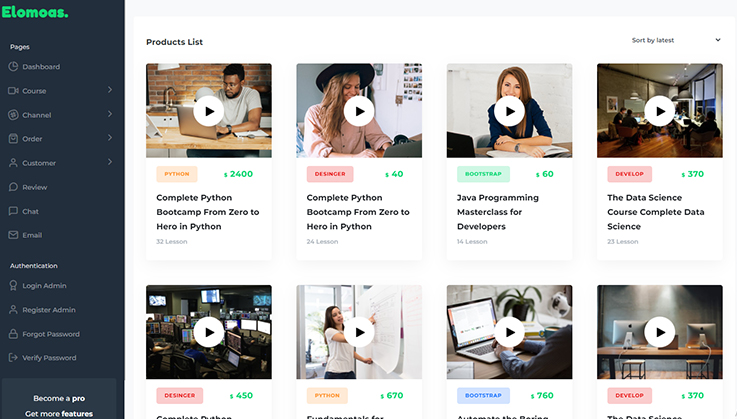 Elomoas.
Pages
Dashboard
Course
Channel
Order
Customer
Review
Chat
Email
Authentication
Login Admin
Register Admin
Forgot Password
Verify Password
Become a pro
Get more features
Products List
Sort by latest
PYTHON
$ 2400
Complete Python
Bootcamp From Zero to
Hero in Python
32 Lesson
DESINGER
$ 40
Complete Python
Bootcamp From Zero to
Hero in Python
24 Lesson
BOOTSTRAP
$ 60
Java Programming
Masterclass for
Developers
14 Lesson
DEVELOP
$ 370
The Data Science
Course Complete Data
Science
23 Lesson
DESINGER
$ 450
Complete Python
PYTHON
$ 670
Fundamentals for
BOOTSTRAP
$ 760
Automate the Boring
DEVELOP
$ 370
The Data Science